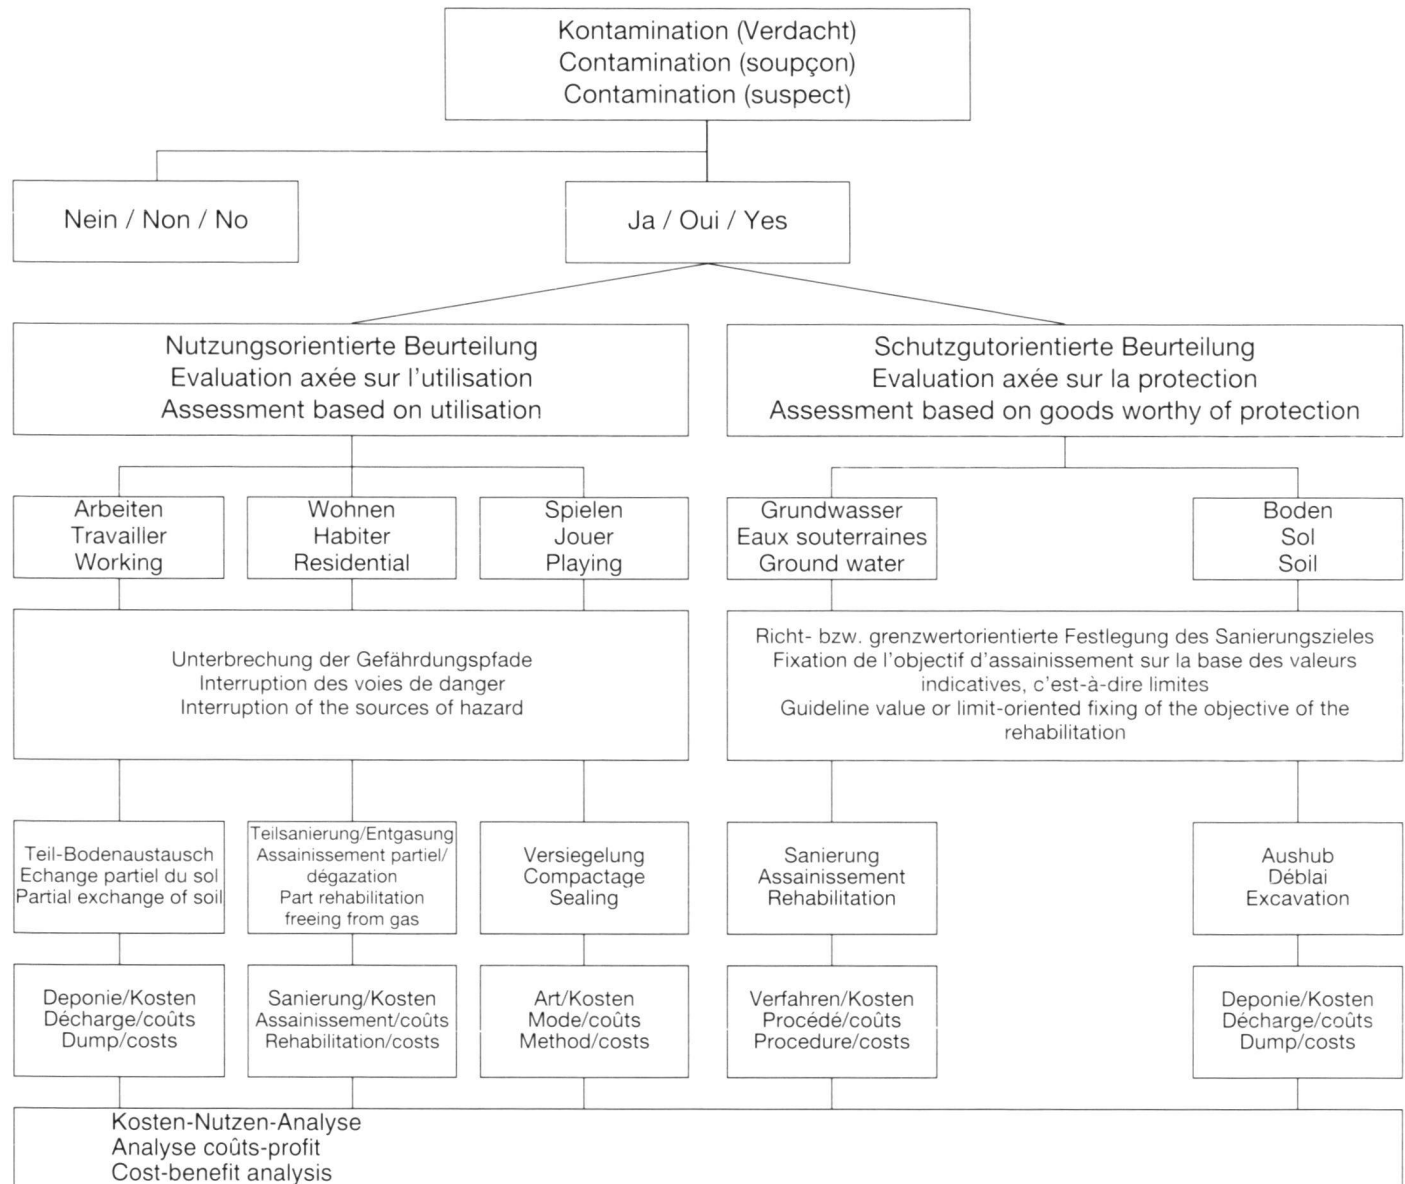 Kontamination (Verdacht)
Contamination (soupçon)
Contamination (suspect)
Nein / Non / No
Ja / Oui / Yes
Nutzungsorientierte Beurteilung
Evaluation axée sur l'utilisation
Assessment based on utilisation
Schutzgutorientierte Beurteilung
Evaluation axée sur la protection
Assessment based on goods worthy of protection
Arbeiten
Travailler
Working
Wohnen
Habiter
Residential
Spielen
Jouer
Playing
Grundwasser
Eaux souterraines
Ground water
Boden
Sol
Soil
Unterbrechung der Gefährdungspfade
Interruption des voies de danger
Interruption of the sources of hazard
Richt- bzw. grenzwertorientierte Festlegung des Sanierungszieles
Fixation de l'objectif d'assainissement sur la base des valeurs
indicatives, c'est-à-dire limites
Guideline value or limit-oriented fixing of the objective of the
rehabilitation
Teil-Bodenaustausch
Echange partiel du sol
Partial exchange of soil
Teilsanierung/Entgasung
Assainissement partiel/
dégazation
Part rehabilitation
freeing from gas
Versiegelung
Compactage
Sealing
Sanierung
Assainissement
Rehabilitation
Aushub
Déblai
Excavation
Deponie/Kosten
Décharge/coûts
Dump/costs
Sanierung/Kosten
Assainissement/coûts
Rehabilitation/costs
Art/Kosten
Mode/coûts
Method/costs
Verfahren/Kosten
Procédé/coûts
Procedure/costs
Deponie/Kosten
Décharge/coûts
Dump/costs
Kosten-Nutzen-Analyse
Analyse coûts-profit
Cost-benefit analysis